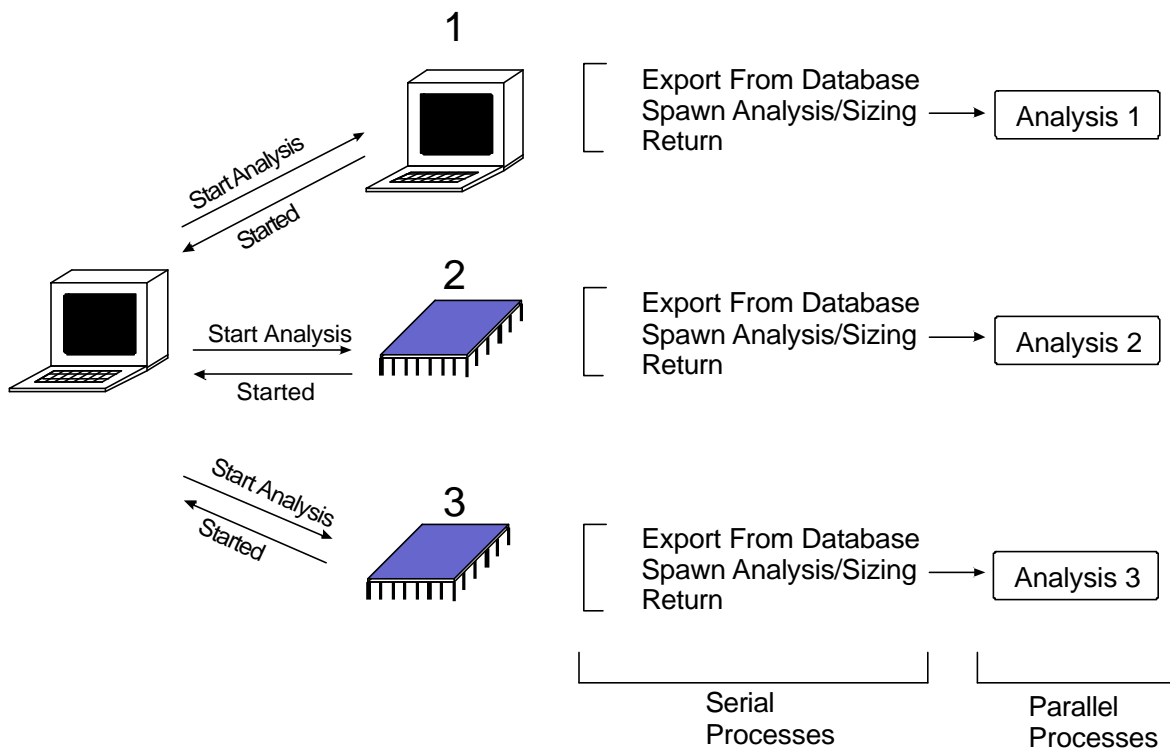 1
Export From Database
Spawn Analysis/Sizing
Return
Analysis 1
Start Analysis
Started
2
Export From Database
Spawn Analysis/Sizing
Return
Analysis 2
Start Analysis
Started
3
Export From Database
Spawn Analysis/Sizing
Return
Analysis 3
Start Analysis
Started
Serial
Processes
Parallel
Processes